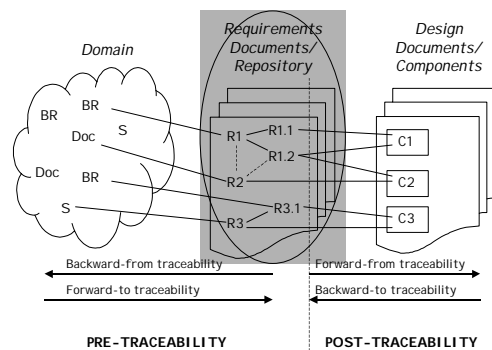 Domain
Requirements
Documents/
Repository
Design
Documents/
Components
BR
BR
S
Doc
Doc
BR
S
R1
R1.1
R1.2
R2
R3.1
R3
C1
C2
C3
Backward-from traceability
Forward-from traceability
Forward-to traceability
Backward-to traceability
PRE-TRACEABILITY
POST-TRACEABILITY